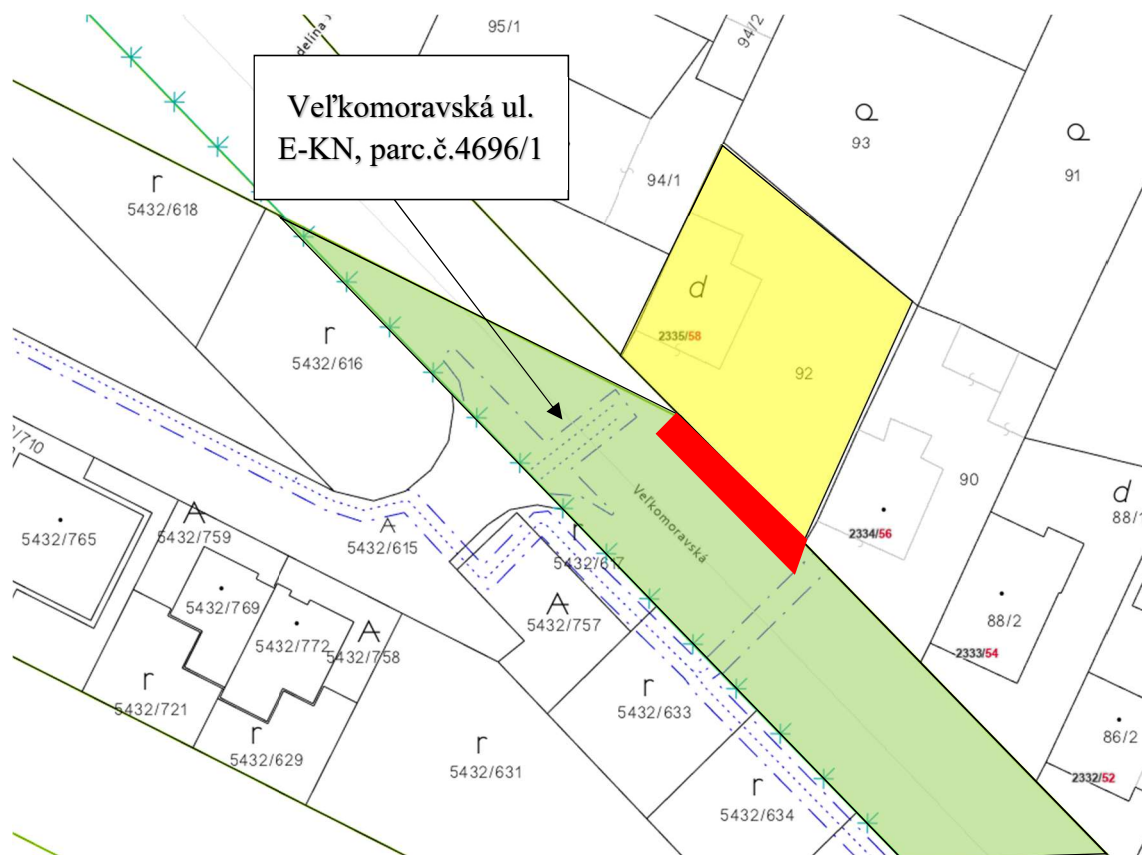 95/1
94/2
delína
Veľkomoravská ul.
E-KN, parc.č.4696/1
93
91
94/1
r
5432/618
d
2335/58
92
r
5432/616
90
2334/56
d
88/1
Veľkomoravská
/710
5432/765
A
5432/759
A
5432/615
r
5432/617
A
5432/757
88/2
2333/54
5432/769
5432/772
A
5432/758
r
5432/721
r
5432/629
r
5432/633
r
5432/631
r
5432/634
86/2
2332/52